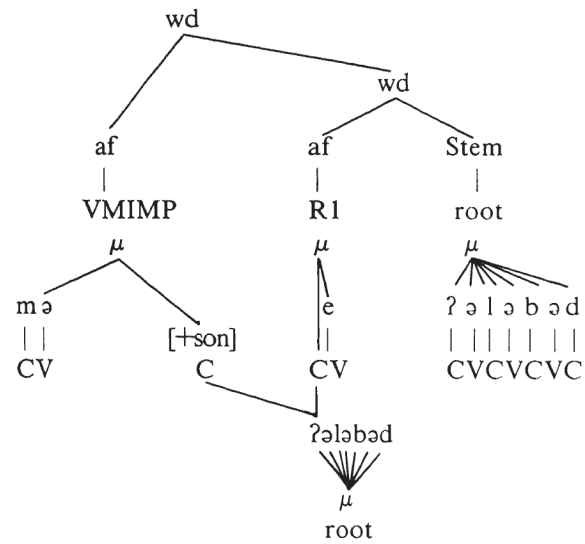 wd
wd
af af Stem
VMIMP R1 root
μ μ μ
mə e ʔələbəd
[+son]
CV C CV CVCVCVC
ʔələbəd
μ
root